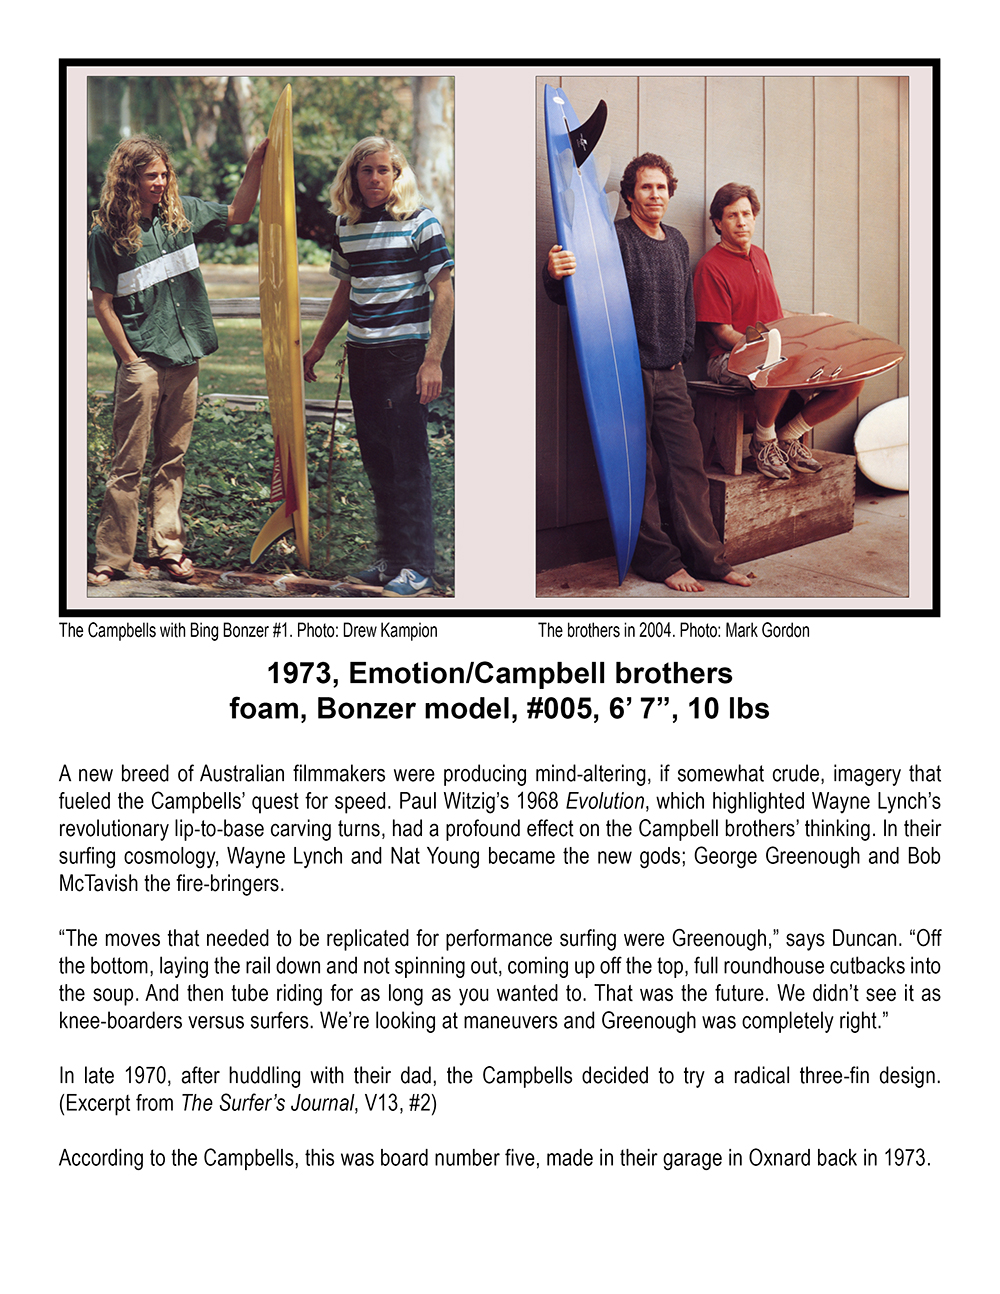 The Campbells with Bing Bonzer #1. Photo: Drew Kampion
The brothers in 2004. Photo: Mark Gordon
1973, Emotion/Campbell brothers
foam, Bonzer model, #005, 6’ 7”, 10 lbs
A new breed of Australian filmmakers were producing mind-altering, if somewhat crude, imagery that
fueled the Campbells’ quest for speed. Paul Witzig’s 1968 Evolution, which highlighted Wayne Lynch’s
revolutionary lip-to-base carving turns, had a profound effect on the Campbell brothers’ thinking. In their
surfing cosmology, Wayne Lynch and Nat Young became the new gods; George Greenough and Bob
McTavish the fire-bringers.
“The moves that needed to be replicated for performance surfing were Greenough,” says Duncan. “Off
the bottom, laying the rail down and not spinning out, coming up off the top, full roundhouse cutbacks into
the soup. And then tube riding for as long as you wanted to. That was the future. We didn’t see it as
knee-boarders versus surfers. We’re looking at maneuvers and Greenough was completely right.”
In late 1970, after huddling with their dad, the Campbells decided to try a radical three-fin design.
(Excerpt from The Surfer’s Journal, V13, #2)
According to the Campbells, this was board number five, made in their garage in Oxnard back in 1973.